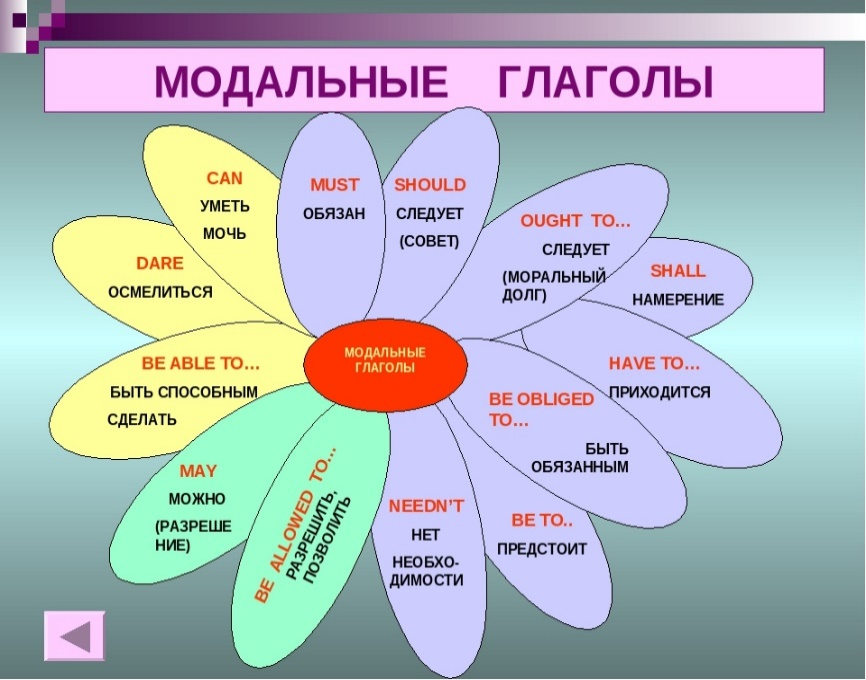 МОДАЛЬНЫЕ ГЛАГОЛЫ
CAN
УМЕТЬ
МОЧЬ
MUST
ОБЯЗАН
SHOULD
СЛЕДУЕТ
(СОВЕТ)
OUGHT TO...
СЛЕДУЕТ
(МОРАЛЬНЫЙ
ДОЛГ)
SHALL
НАМЕРЕНИЕ
DARE
ОСМЕЛИТЬСЯ
МОДАЛЬНЫЕ
ГЛАГОЛЫ
BE ABLE TO...
БЫТЬ СПОСОБНЫМ
СДЕЛАТЬ
HAVE TO...
ПРИХОДИТСЯ
BE OBLIGED
TO...
БЫТЬ
ОБЯЗАННЫМ
MAY
МОЖНО
(РАЗРЕШЕ
НИЕ)
BE ALLOWED TO...
РАЗРЕШИТЬ,
ПОЗВОЛИТЬ
NEEDN'T
НЕТ
НЕОБХО-
ДИМОСТИ
BE TO..
ПРЕДСТОИТ